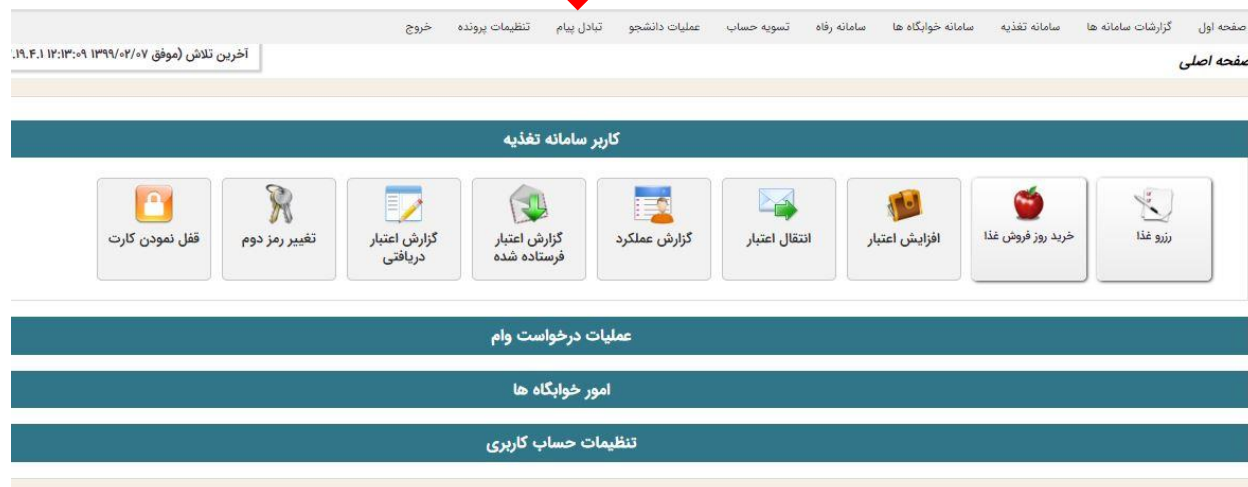 صفحه اول گزارشات سامانه ها سامانه تغذیه سامانه خوابگاه ها سامانه رفاه تسویه حساب عملیات دانشجو تبادل پیام تنظیمات پرونده خروج
آخرین تلاش (موفق ۱۳۹۹/۰۲/۰۷ ۱۲:۱۳:۰۹ ۱۹.۴.۱.
صفحه اصلی
کاربر سامانه تغذیه
رزرو غذا
خرید روز فروش غذا
افزایش اعتبار
انتقال اعتبار
گزارش عملکرد
گزارش اعتبار
فرستاده شده
گزارش اعتبار
دریافتی
تغییر رمز دوم
قفل نمودن کارت
عملیات درخواست وام
امور خوابگاه ها
تنظیمات حساب کاربری